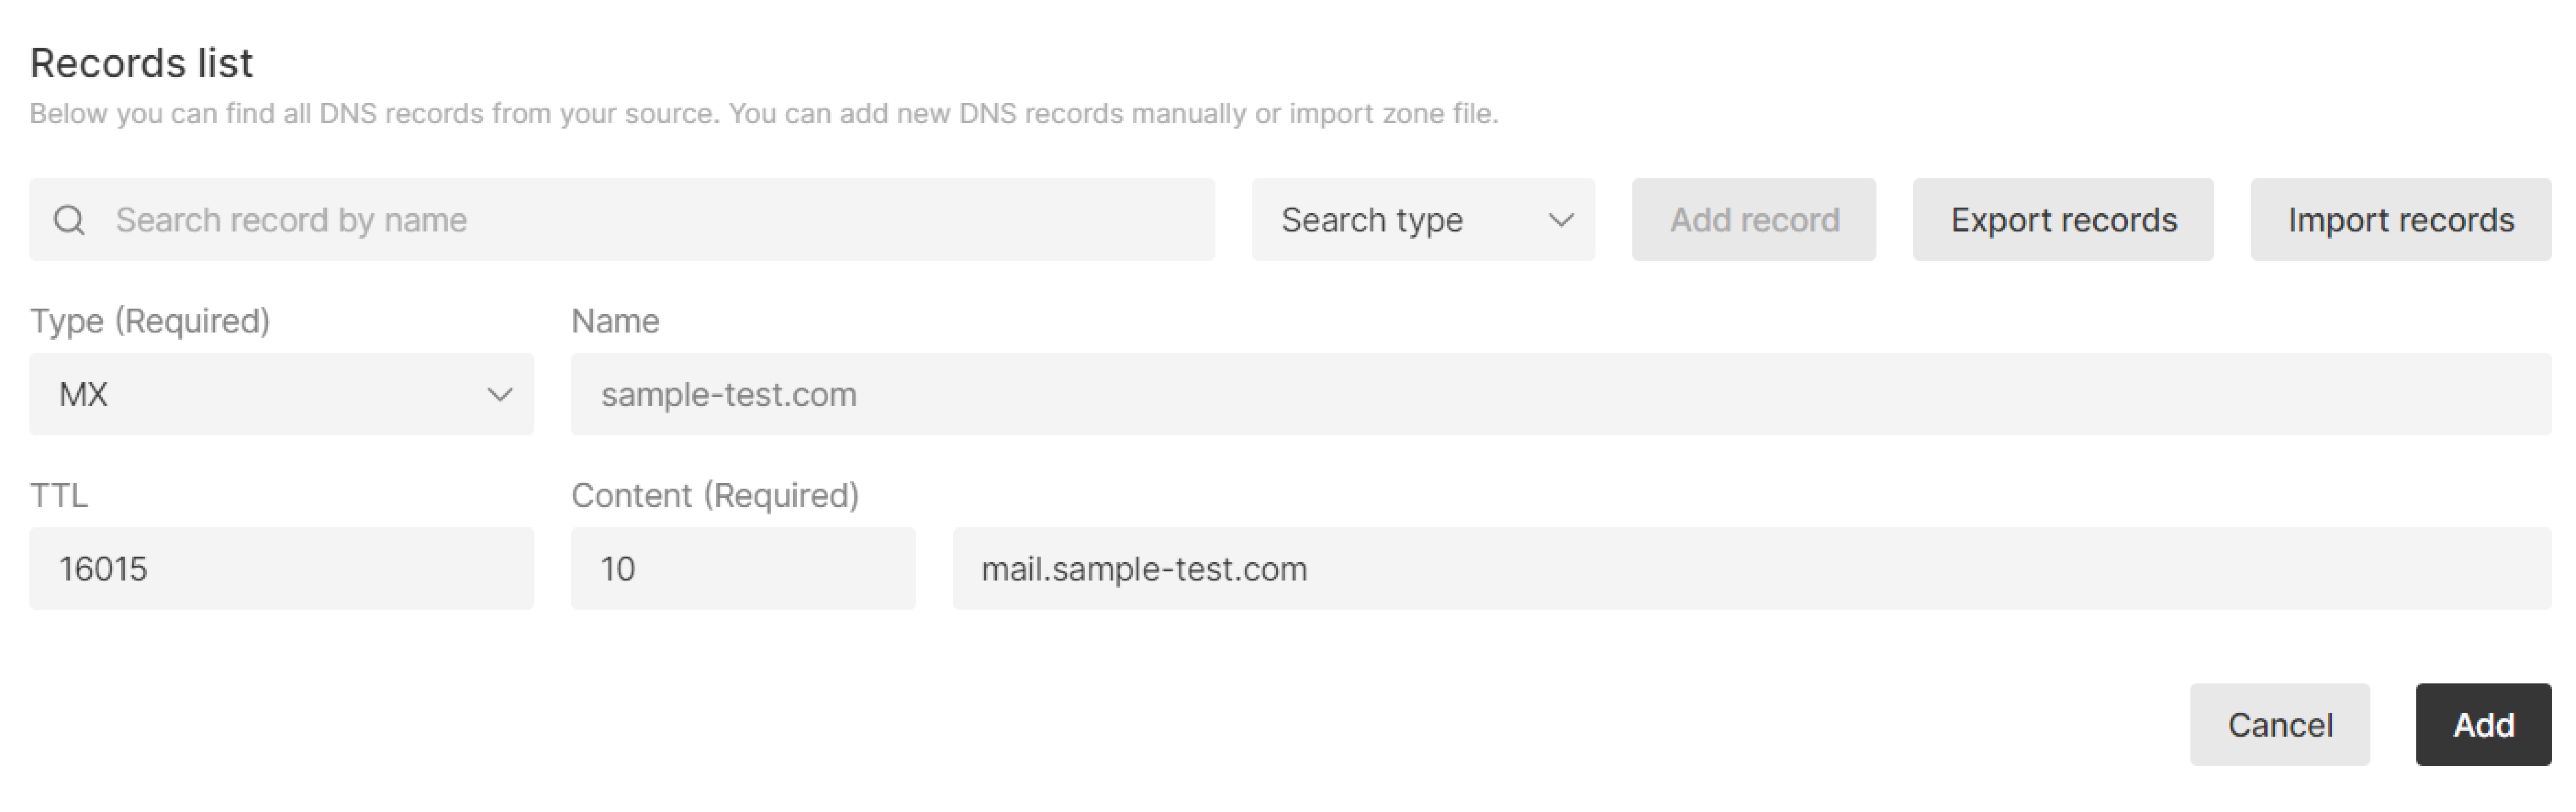 Records list
Below you can find all DNS records from your source. You can add new DNS records manually or import zone file.
Search record by name
Search type
Add record
Export records
Import records
Type (Required)
Name
MX
sample-test.com
TTL
Content (Required)
16015
10
mail.sample-test.com
Cancel
Add